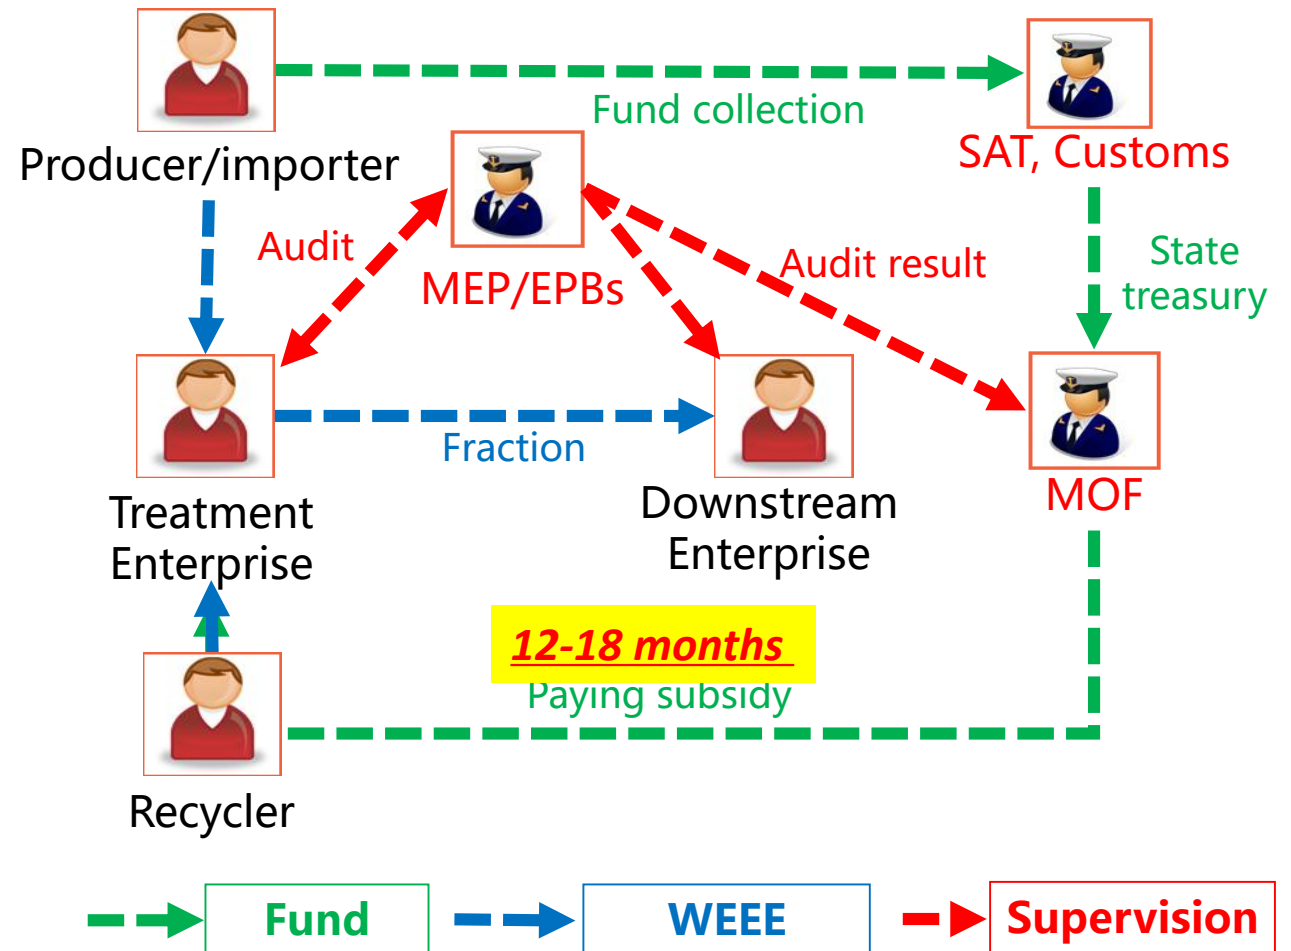 Fund collection
Producer/importer
SAT, Customs
Audit
MEP/EPBs
Audit result
State
treasury
Fraction
Treatment
Enterprise
Downstream
Enterprise
MOF
12-18 months
Paying subsidy
Recycler
Fund
WEEE
Supervision